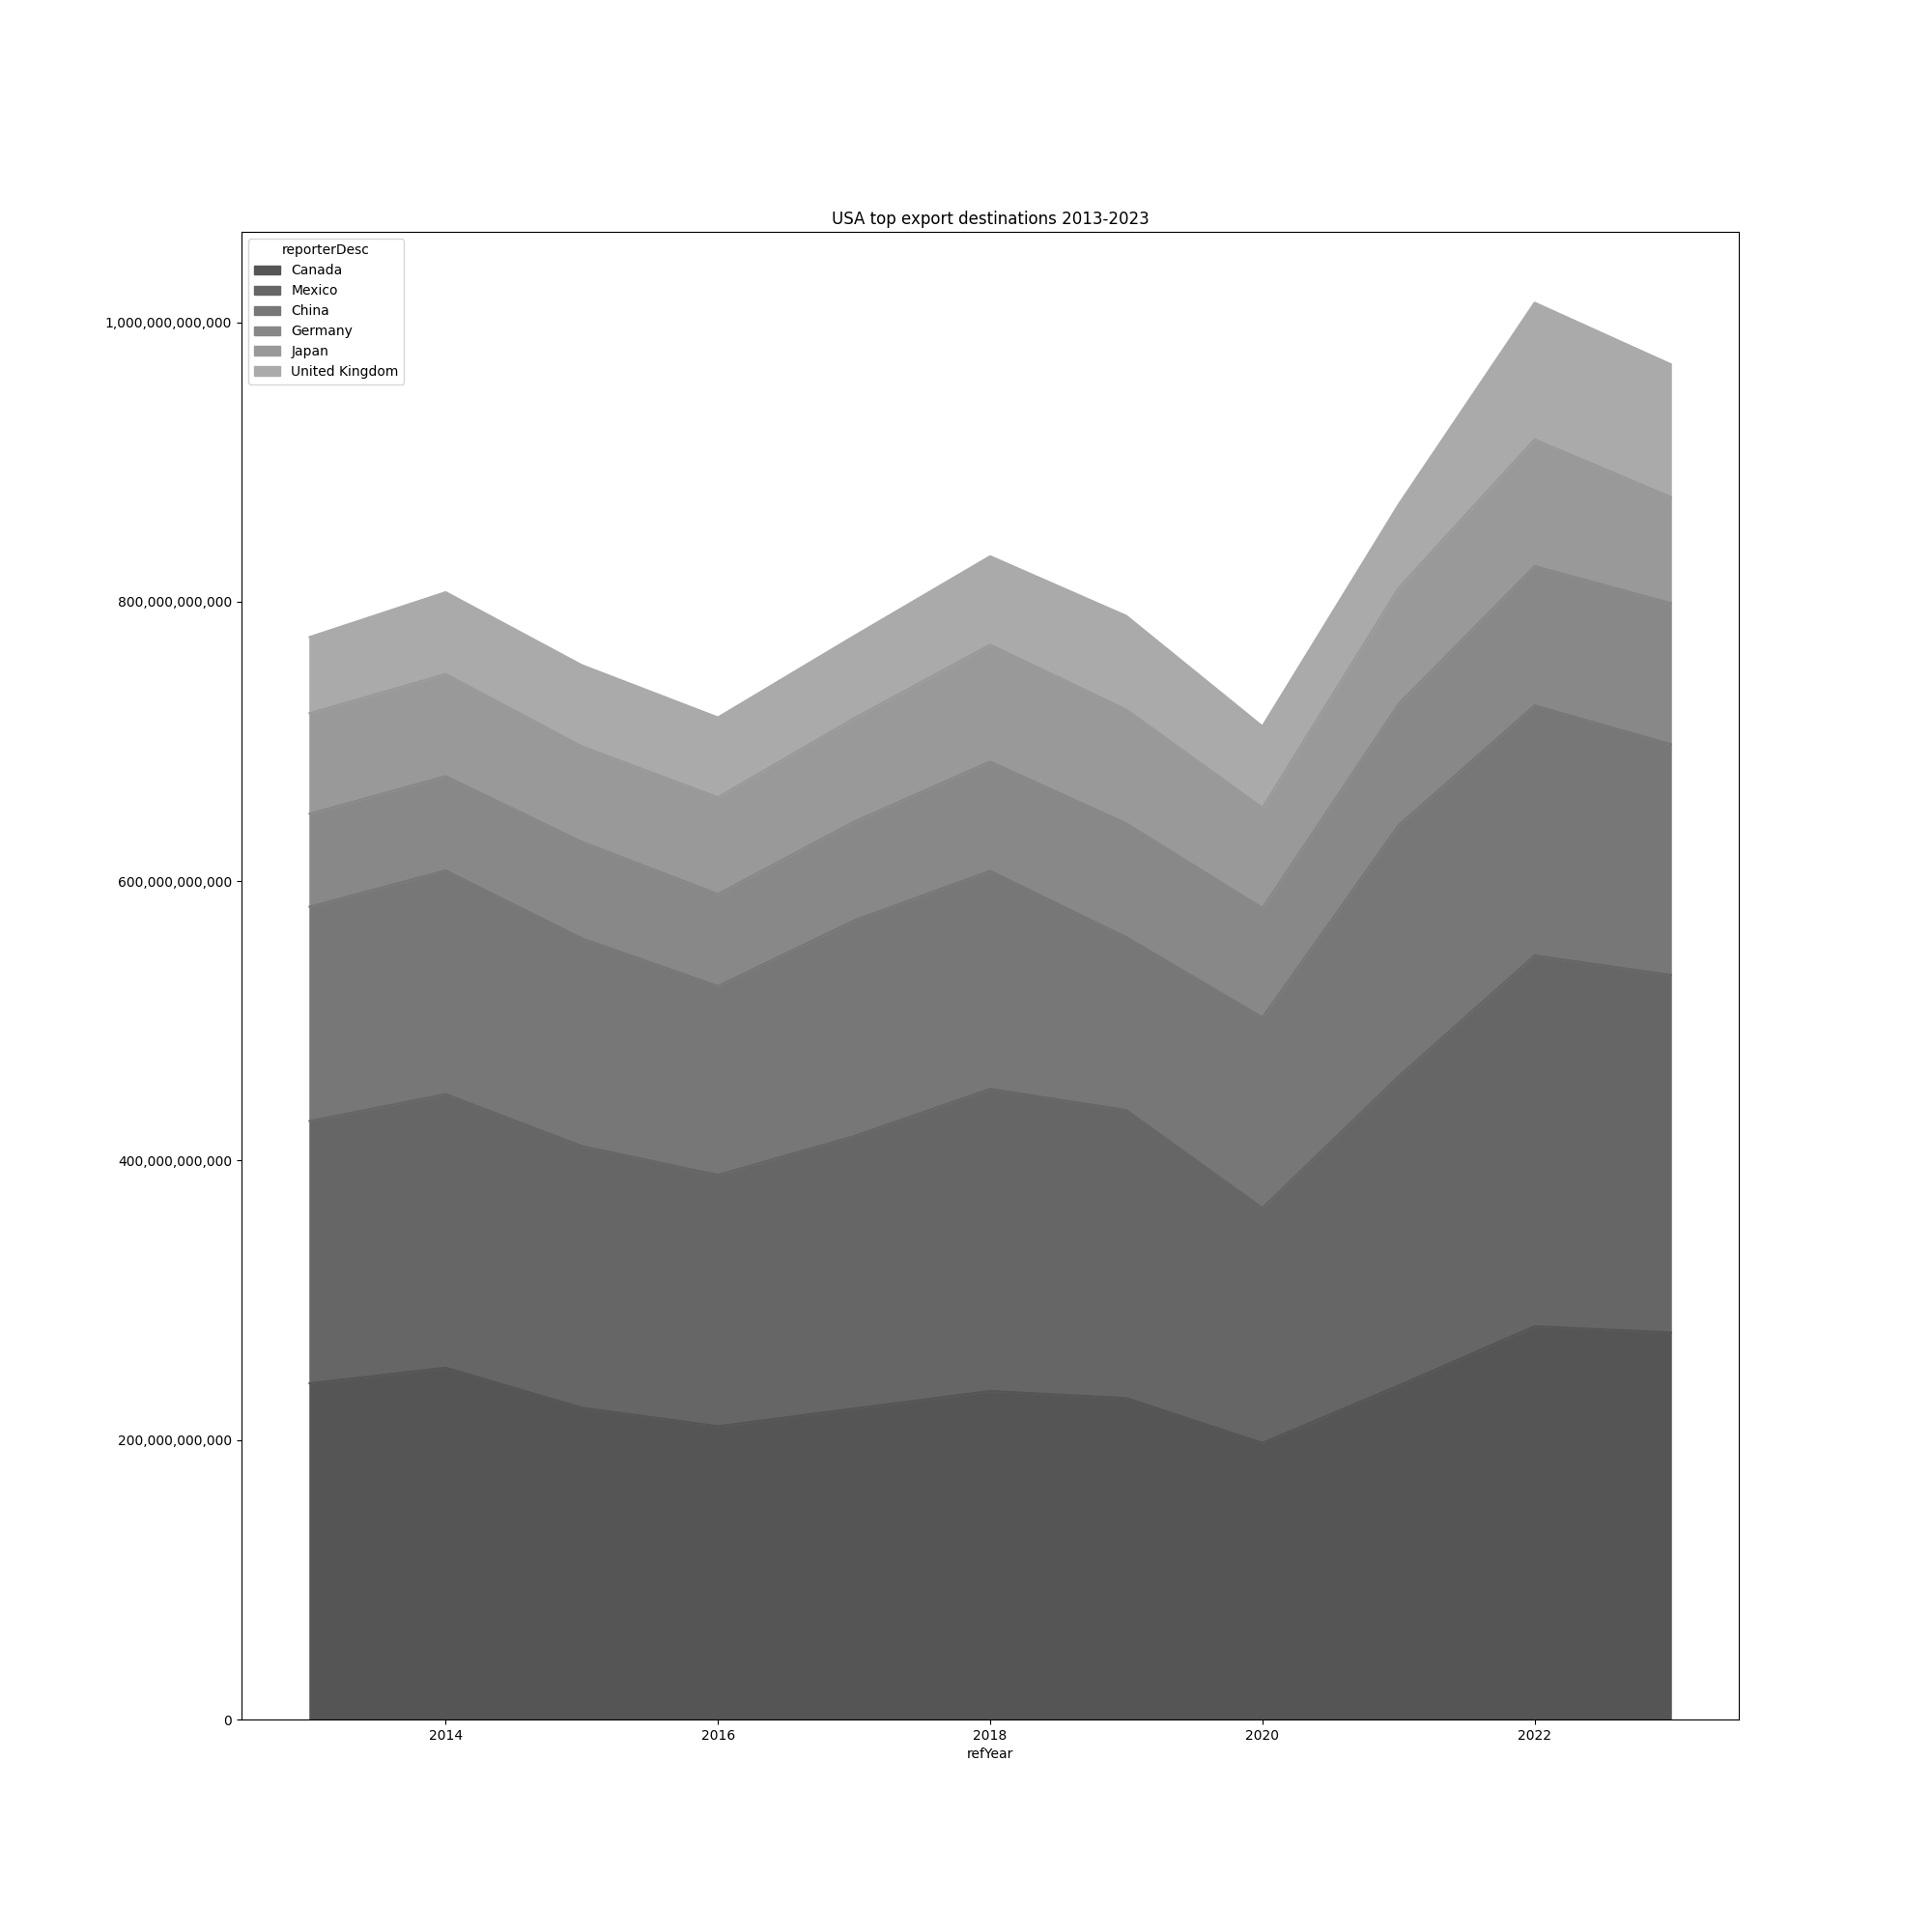 USA top export destinations 2013-2023
reporterDesc
Canada
Mexico
China
Germany
Japan
United Kingdom
1,000,000,000,000
800,000,000,000
600,000,000,000
400,000,000,000
200,000,000,000
0
2014 2016 2018 2020 2022
refYear